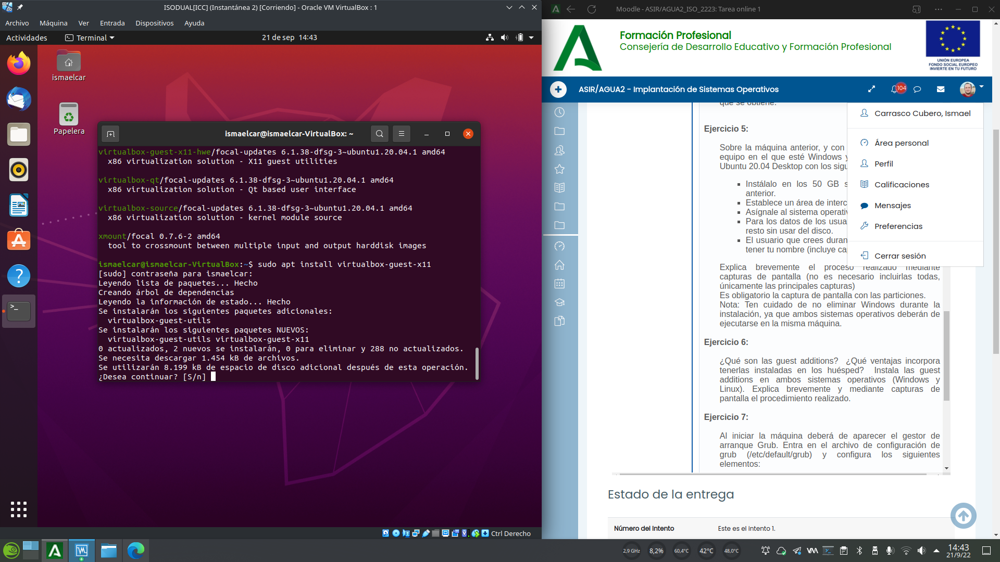 ISODUAL[ICC] (Instantánea 2) [Corriendo] - Oracle VM VirtualBox : 1
Archivo Máquina Ver Entrada Dispositivos Ayuda
Actividades Terminal 21 de sep 14:43
ismaelcar
Papelera
ismaelcar@ismaelcar-VirtualBox: ~
virtualbox-guest-x11-hwe/focal-updates 6.1.38-dfsg-3~ubuntu1.20.04.1 amd64
x86 virtualization solution - X11 guest utilities
virtualbox-qt/focal-updates 6.1.38-dfsg-3~ubuntu1.20.04.1 amd64
x86 virtualization solution - Qt based user interface
virtualbox-source/focal-updates 6.1.38-dfsg-3~ubuntu1.20.04.1 amd64
x86 virtualization solution - kernel module source
xmount/focal 0.7.6-2 amd64
tool to crossmount between multiple input and output harddisk images
ismaelcar@ismaelcar-VirtualBox:~$ sudo apt install virtualbox-guest-x11
[sudo] contraseña para ismaelcar:
Leyendo lista de paquetes... Hecho
Creando árbol de dependencias
Leyendo la información de estado... Hecho
Se instalarán los siguientes paquetes adicionales:
virtualbox-guest-utils
Se instalarán los siguientes paquetes NUEVOS:
virtualbox-guest-utils virtualbox-guest-x11
0 actualizados, 2 nuevos se instalarán, 0 para eliminar y 288 no actualizados.
Se necesita descargar 1.454 kB de archivos.
Se utilizarán 8.199 kB de espacio de disco adicional después de esta operación.
¿Desea continuar? [S/n]
Ctrl Derecho
Moodle - ASIR/AGUA2_ISO_2223: Tarea online 1
Formación Profesional
Consejería de Desarrollo Educativo y Formación Profesional
UNIÓN EUROPEA
FONDO SOCIAL EUROPEO
INVIERTE EN TU FUTURO
ASIR/AGUA2 - Implantación de Sistemas Operativos
104
que se obtiene.
Ejercicio 5:
Sobre la máquina anterior, y con
equipo en el que esté Windows y
Ubuntu 20.04 Desktop con los sigu
Instálalo en los 50 GB s
anterior.
Establece un área de interc
Asígnale al sistema operativ
Para los datos de los usua
resto sin usar del disco.
El usuario que crees duran
tener tu nombre (incluye ca
Explica brevemente el proceso realizado mediante
capturas de pantalla (no es necesario incluirlas todas,
únicamente las principales capturas)
Es obligatorio la captura de pantalla con las particiones.
Nota: Ten cuidado de no eliminar Windows durante la
instalación, ya que ambos sistemas operativos deberán de
ejecutarse en la misma máquina.
Ejercicio 6:
¿Qué son las guest additions? ¿Qué ventajas incorpora
tenerlas instaladas en los huésped? Instala las guest
additions en ambos sistemas operativos (Windows y
Linux). Explica brevemente y mediante capturas de
pantalla el procedimiento realizado.
Ejercicio 7:
Al iniciar la máquina deberá de aparecer el gestor de
arranque Grub. Entra en el archivo de configuración de
grub (/etc/default/grub) y configura los siguientes
elementos:
Carrasco Cubero, Ismael
Área personal
Perfil
Calificaciones
Mensajes
Preferencias
Cerrar sesión
Estado de la entrega
Número del Intento Este es el intento 1.
2,9 GHz 8,2% 60,4°C 42°C 48,0°C
14:43
21/9/22